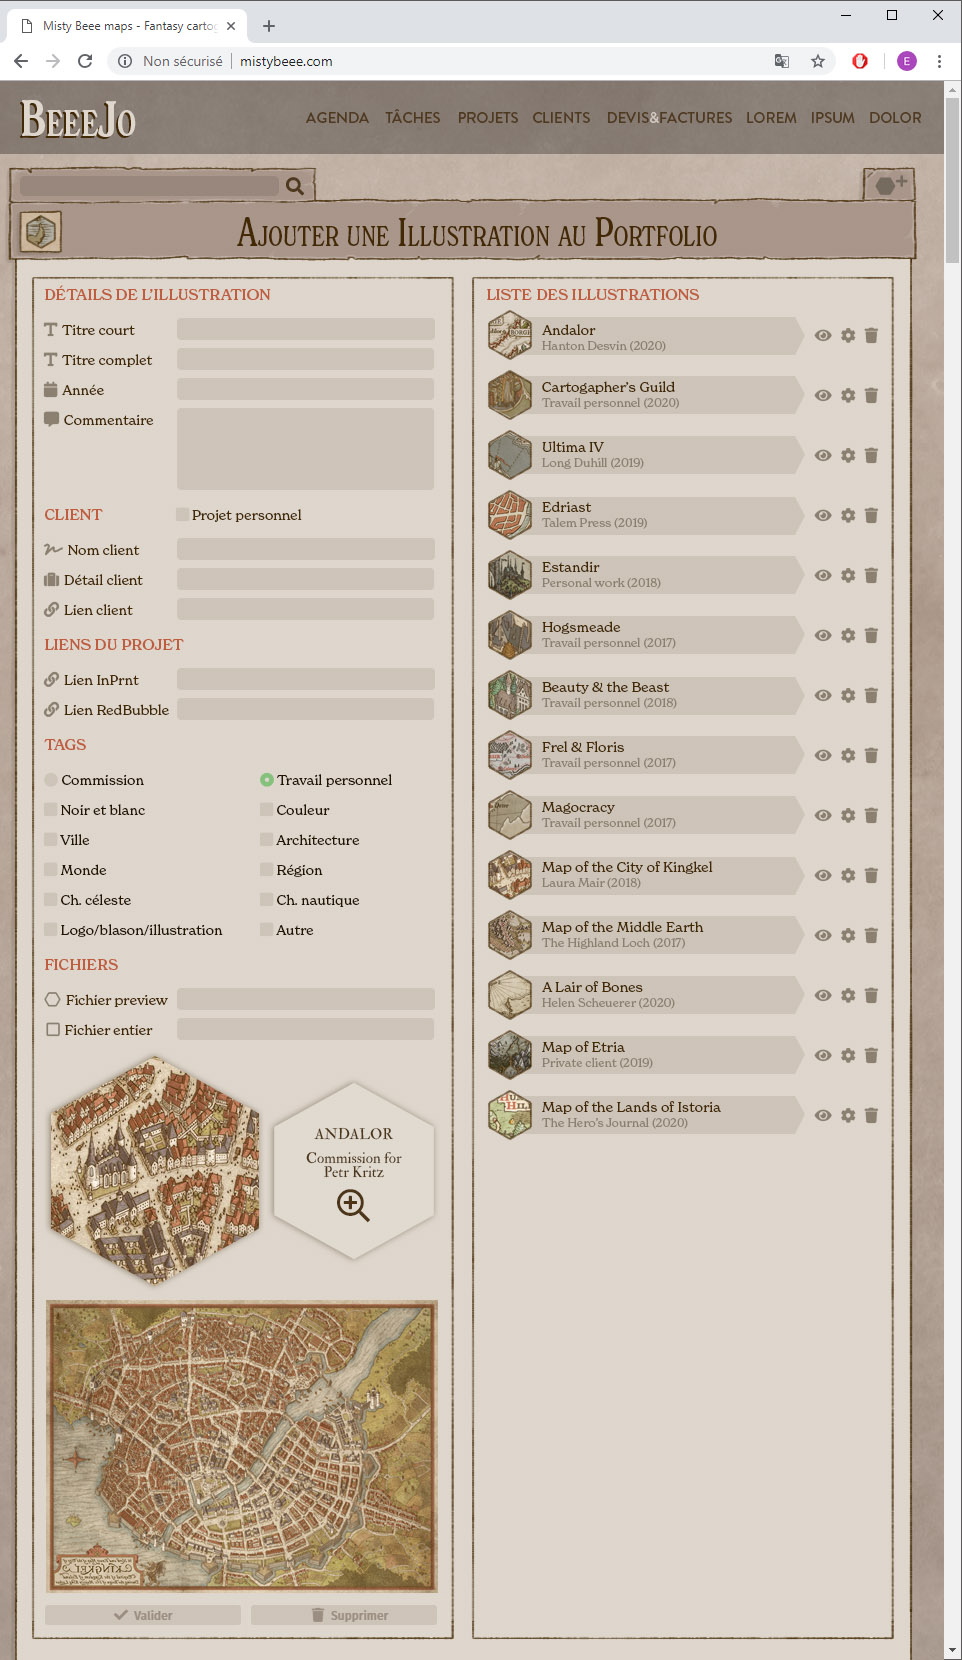 Misty Beee maps - Fantasy cartog
Non sécurisé
mistybeee.com
E
BEEEJO
AGENDA
TÂCHES
PROJETS
CLIENTS
DEVIS&FACTURES
LOREM
IPSUM
DOLOR
AJOUTER UNE ILLUSTRATION AU PORTFOLIO
DÉTAILS DE L'ILLUSTRATION
Titre court
Titre complet
Année
Commentaire
CLIENT
Projet personnel
Nom client
Détail client
Lien client
LIENS DU PROJET
Lien InPrnt
Lien RedBubble
TAGS
Commission
Travail personnel
Noir et blanc
Couleur
Ville
Architecture
Monde
Région
Ch. céleste
Ch. nautique
Logo/blason/illustration
Autre
FICHIERS
Fichier preview
Fichier entier
ANDALOR
Commission for
Petr Kritz
Valider
Supprimer
LISTE DES ILLUSTRATIONS
Andalor
Hanton Desvin (2020)
Cartogapher's Guild
Travail personnel (2020)
Ultima IV
Long Duhill (2019)
Edriast
Talem Press (2019)
Estandir
Personal work (2018)
Hogsmeade
Travail personnel (2017)
Beauty & the Beast
Travail personnel (2018)
Frel & Floris
Travail personnel (2017)
Magocracy
Travail personnel (2017)
Map of the City of Kingkel
Laura Mair (2018)
Map of the Middle Earth
The Highland Loch (2017)
A Lair of Bones
Helen Scheuerer (2020)
Map of Etria
Private client (2019)
Map of the Lands of Istoria
The Hero's Journal (2020)